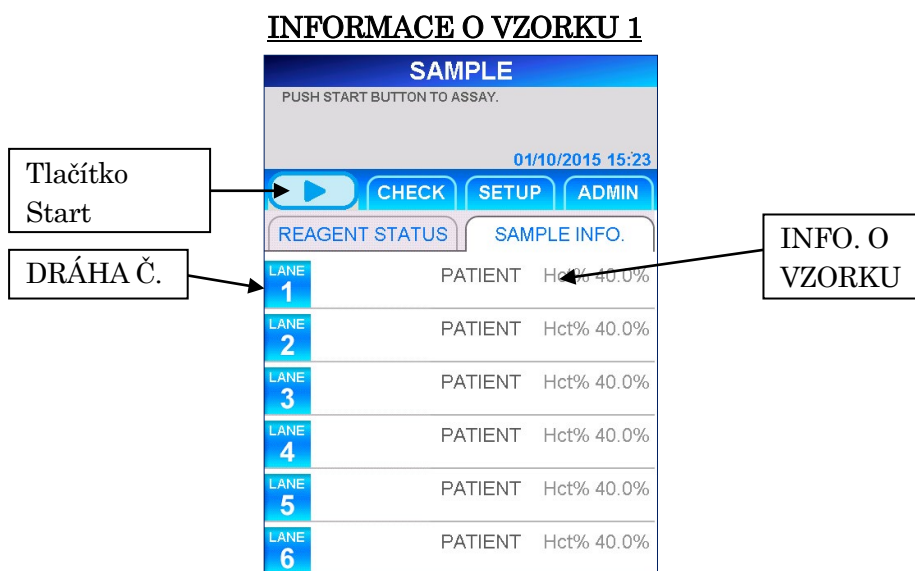 INFORMACE O VZORKU 1
SAMPLE
PUSH START BUTTON TO ASSAY.
01/10/2015 15:23
Tlačítko
Start
CHECK SETUP ADMIN
REAGENT STATUS SAMPLE INFO.
INFO. O
VZORKU
DRÁHA Č.
LANE
1 PATIENT Hct% 40.0%
LANE
2 PATIENT Hct% 40.0%
LANE
3 PATIENT Hct% 40.0%
LANE
4 PATIENT Hct% 40.0%
LANE
5 PATIENT Hct% 40.0%
LANE
6 PATIENT Hct% 40.0%